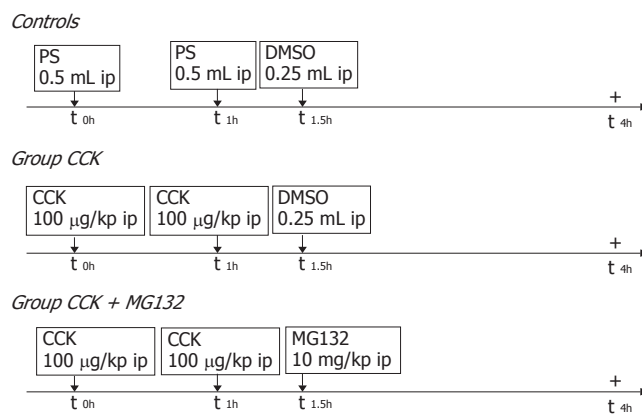 Controls
PS PS DMSO
0.5 mL ip 0.5 mL ip 0.25 mL ip
+
t 0h t 1h t 1.5h t 4h
Group CCK
CCK CCK DMSO
100 μg/kp ip 100 μg/kp ip 0.25 mL ip
+
t 0h t 1h t 1.5h t 4h
Group CCK + MG132
CCK CCK MG132
100 μg/kp ip 100 μg/kp ip 10 mg/kp ip
+
t 0h t 1h t 1.5h t 4h